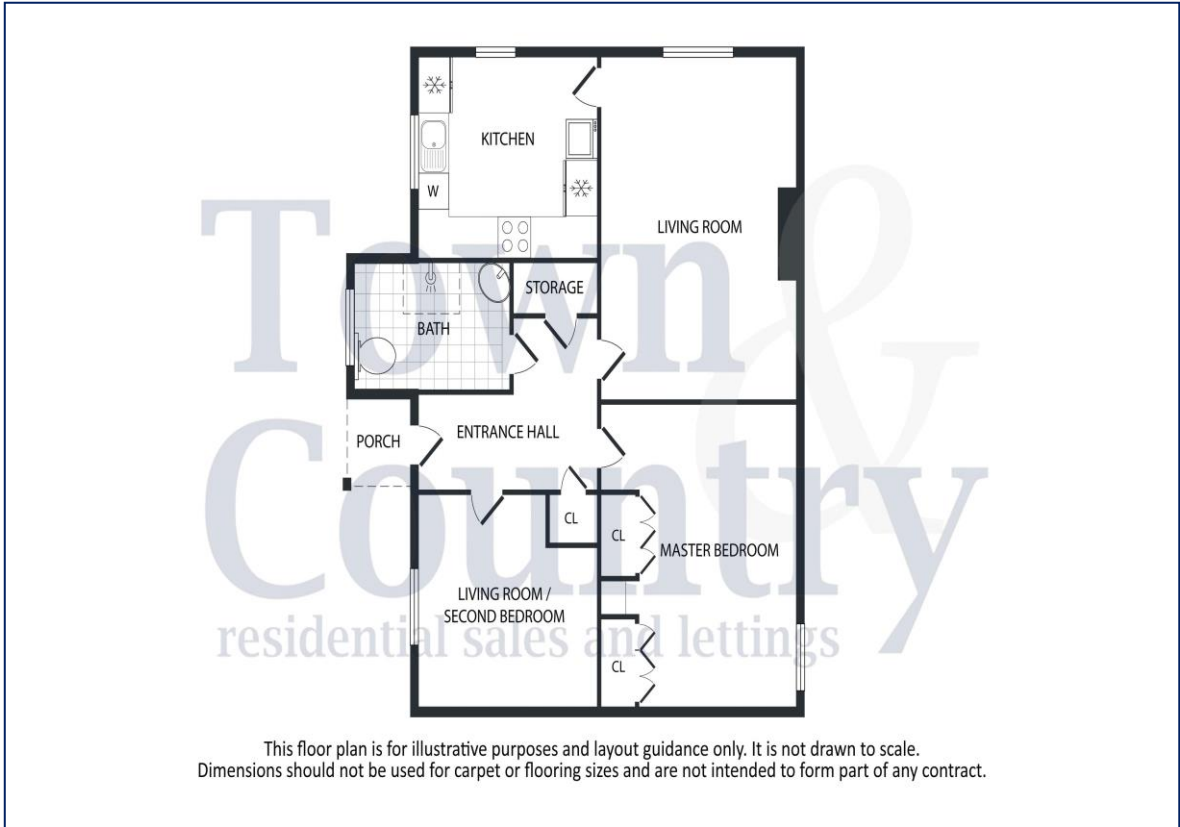 KITCHEN
W
LIVING ROOM
STORAGE
BATH
PORCH
ENTRANCE HALL
CL
CL
MASTER BEDROOM
LIVING ROOM /
SECOND BEDROOM
CL
Town &
Country
residential sales and lettings
This floor plan is for illustrative purposes and layout guidance only. It is not drawn to scale.
Dimensions should not be used for carpet or flooring sizes and are not intended to form part of any contract.